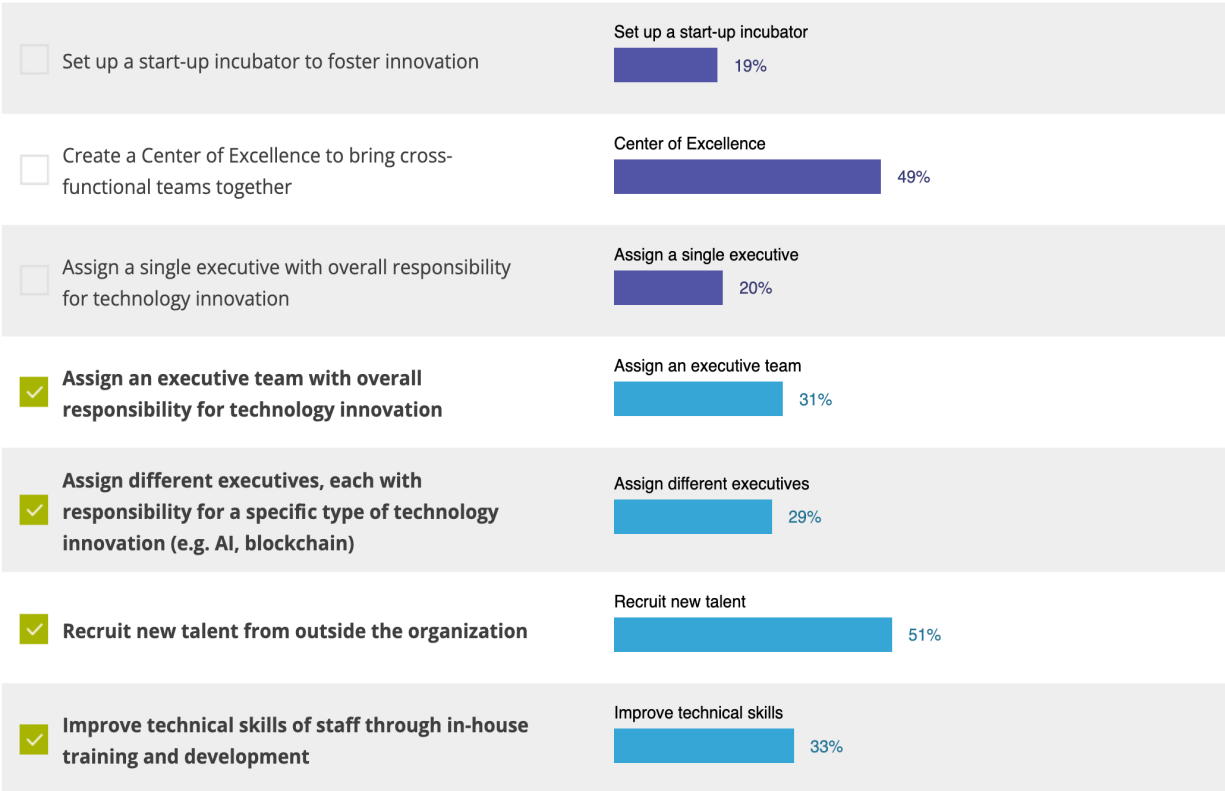 Set up a start-up incubator to foster innovation
Set up a start-up incubator
19%
Create a Center of Excellence to bring cross-
functional teams together
Center of Excellence
49%
Assign a single executive with overall responsibility
for technology innovation
Assign a single executive
20%
Assign an executive team with overall
responsibility for technology innovation
Assign an executive team
31%
Assign different executives, each with
responsibility for a specific type of technology
innovation (e.g. AI, blockchain)
Assign different executives
29%
Recruit new talent from outside the organization
Recruit new talent
51%
Improve technical skills of staff through in-house
training and development
Improve technical skills
33%